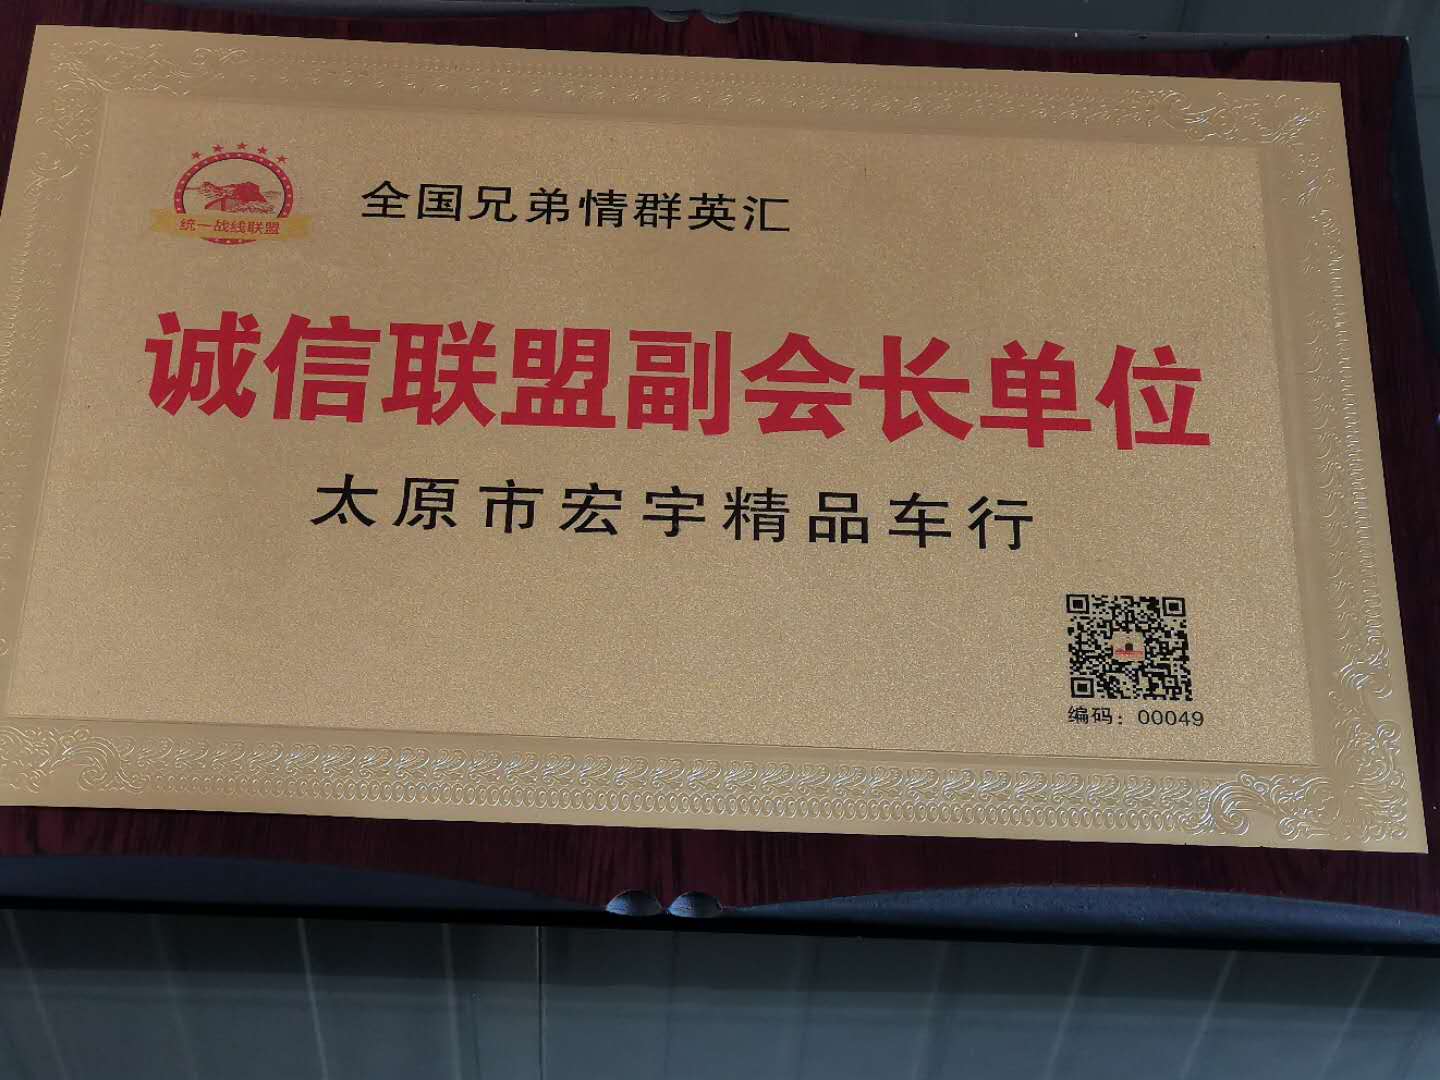 统一战线联盟
全国兄弟情群英汇
诚信联盟副会长单位
太原市宏宇精品车行
编码：00049